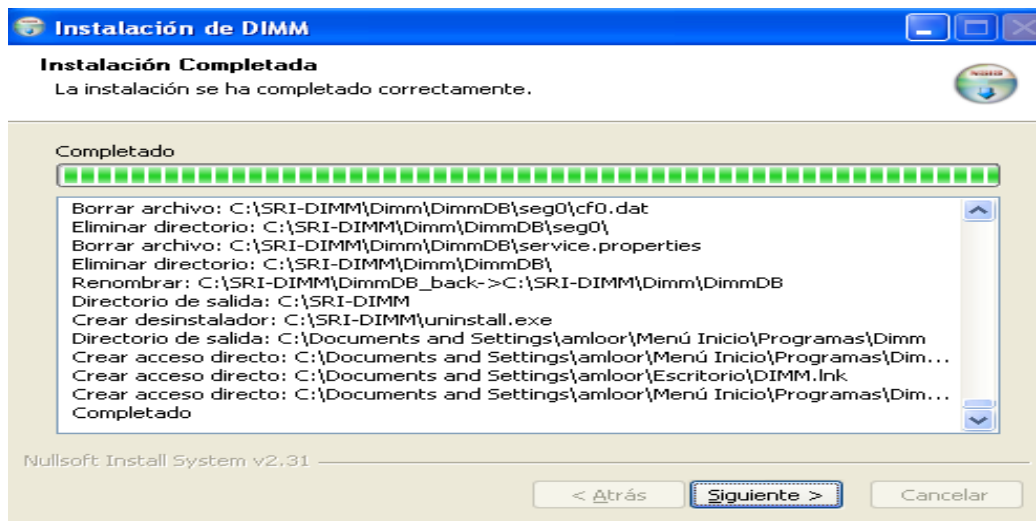 Instalación de DIMM
Instalación Completada
La instalación se ha completado correctamente.
Completado
Borrar archivo: C:\SRI-DIMM\Dimm\DimmDB\seg0\cf0.dat
Eliminar directorio: C:\SRI-DIMM\Dimm\DimmDB\seg0\
Borrar archivo: C:\SRI-DIMM\Dimm\DimmDB\service.properties
Eliminar directorio: C:\SRI-DIMM\Dimm\DimmDB\
Renombrar: C:\SRI-DIMM\DimmDB_back->C:\SRI-DIMM\Dimm\DimmDB
Directorio de salida: C:\SRI-DIMM
Crear desinstalador: C:\SRI-DIMM\uninstall.exe
Directorio de salida: C:\Documents and Settings\amloor\Menú Inicio\Programas\Dimm
Crear acceso directo: C:\Documents and Settings\amloor\Menú Inicio\Programas\Dim...
Crear acceso directo: C:\Documents and Settings\amloor\Escritorio\DIMM.lnk
Crear acceso directo: C:\Documents and Settings\amloor\Menú Inicio\Programas\Dim...
Completado
Nullsoft Install System v2.31
< Atrás Siguiente > Cancelar